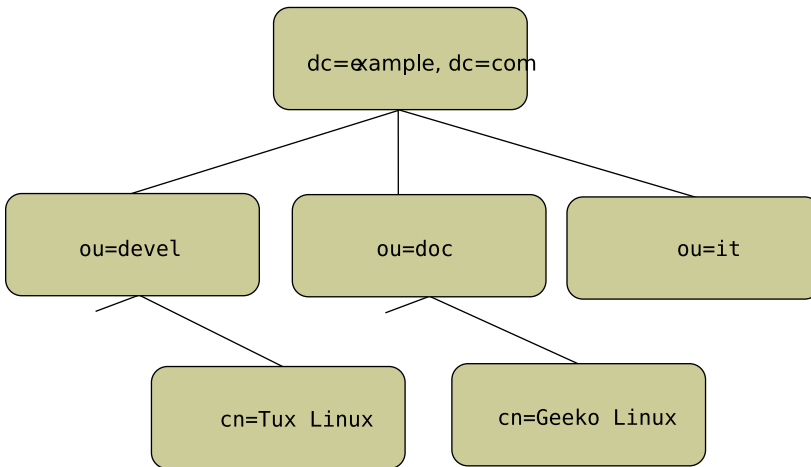 dc=example, dc=com
ou=devel
ou=doc
ou=it
cn=Tux Linux
cn=Geeko Linux